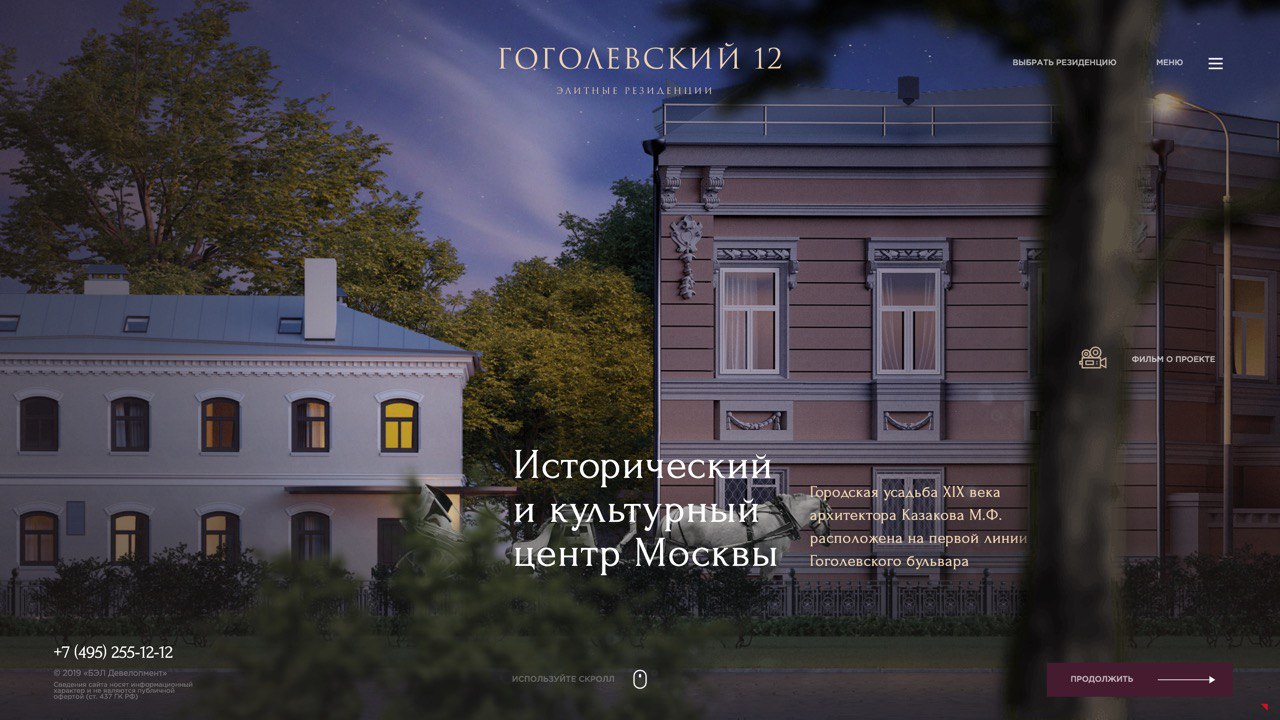 ГОГОЛЕВСКИЙ 12
ЭЛИТНЫЕ РЕЗИДЕНЦИИ
ВЫБРАТЬ РЕЗИДЕНЦИЮ
МЕНЮ
ФИЛЬМ О ПРОЕКТЕ
Исторический
и культурный
центр Москвы
Городская усадьба XIX века
архитектора Казакова М.Ф.
расположена на первой линии
Гоголевского бульвара
+7 (495) 255-12-12
© 2019 «БЭЛ Девелопмент»
Сведения сайта носят информационный
характер и не являются публичной
офертой (ст. 437 ГК РФ)
ИСПОЛЬЗУЙТЕ СКРОЛЛ
ПРОДОЛЖИТЬ